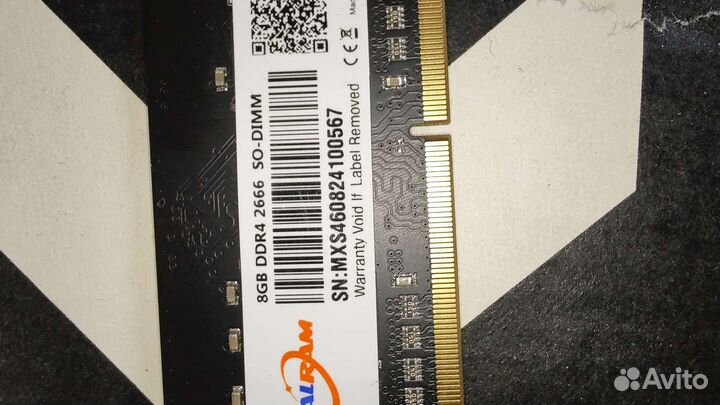 8GB DDR4 2666 SO-DIMM
SN:MXS460824100567
Warranty Void If Label Removed
CE
Avito